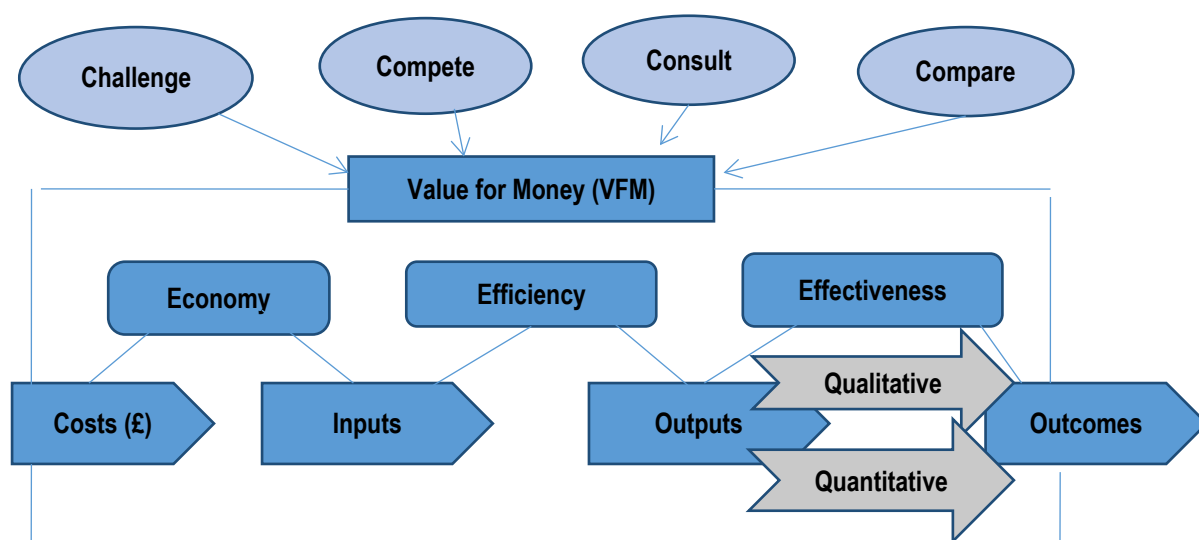 Challenge
Compete
Consult
Compare
Value for Money (VFM)
Economy
Efficiency
Effectiveness
Qualitative
Costs (£)
Inputs
Outputs
Outcomes
Quantitative